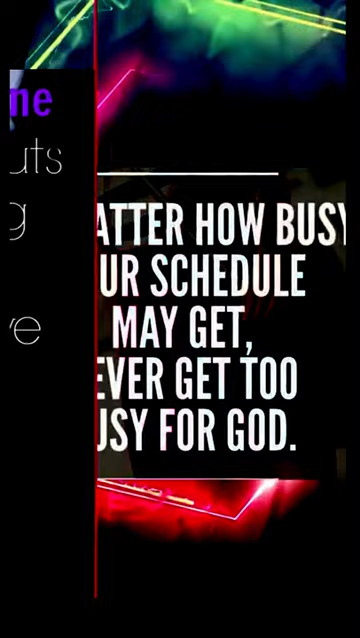 ne
uts
g
e
ATTER HOW BUSY
UR SCHEDULE
MAY GET,
EVER GET TOO
USY FOR GOD.